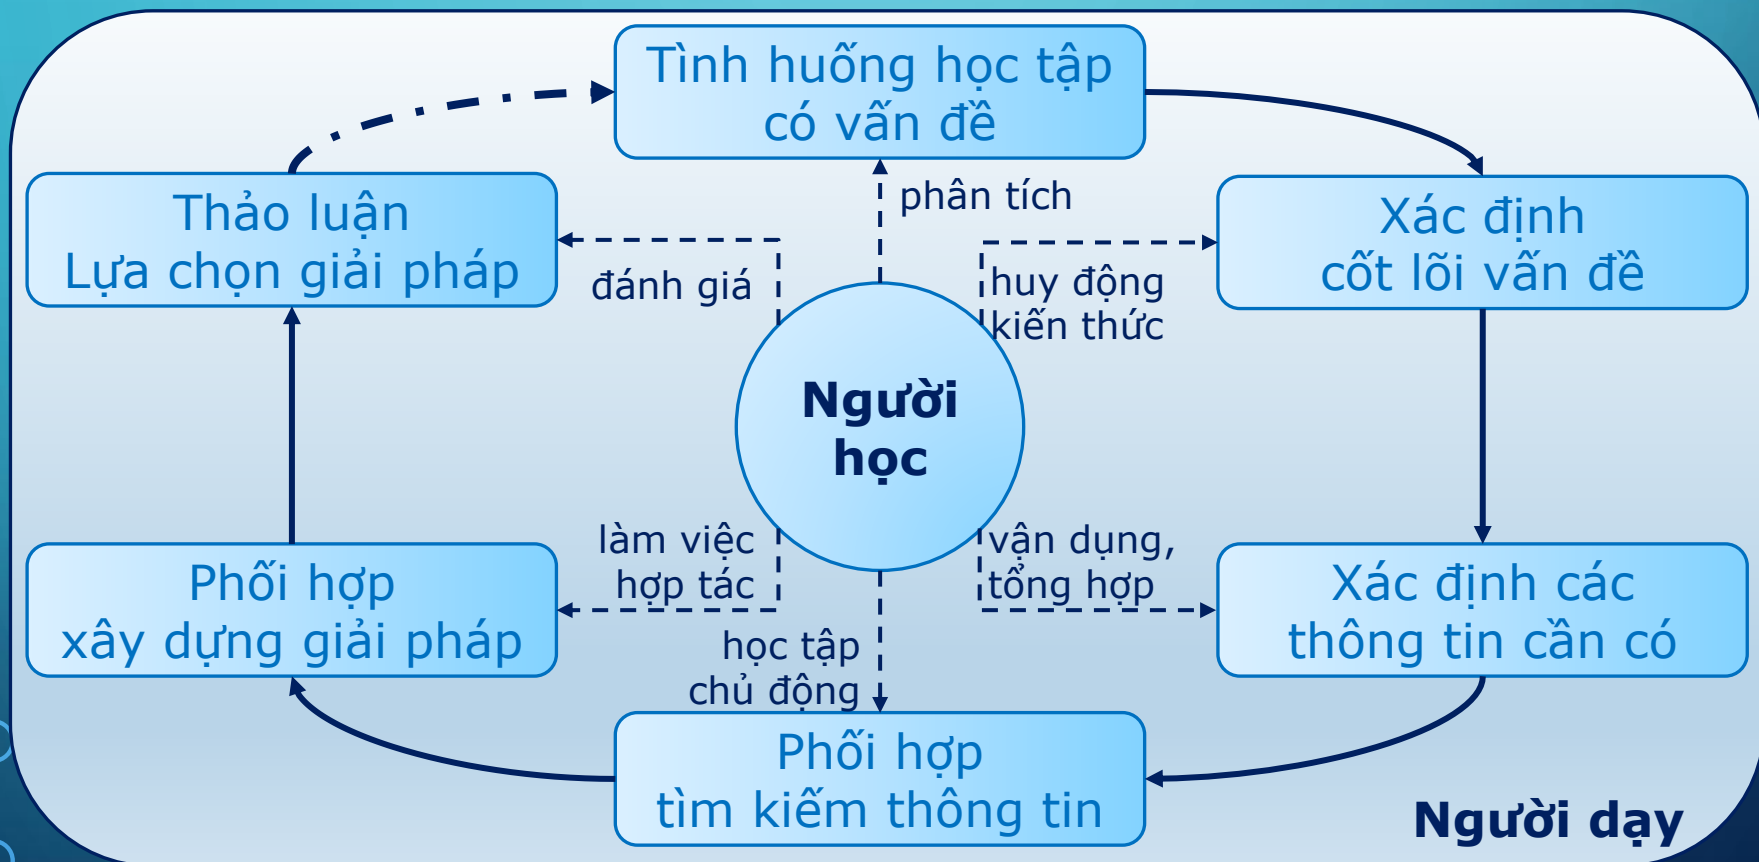 Tình huống học tập
có vấn đề
phân tích
Thảo luận
Lựa chọn giải pháp
Xác định
cốt lõi vấn đề
đánh giá
huy động
kiến thức
Người
học
làm việc
hợp tác
vận dụng,
tổng hợp
Phối hợp
xây dựng giải pháp
Xác định các
thông tin cần có
học tập
chủ động
Phối hợp
tìm kiếm thông tin
Người dạy